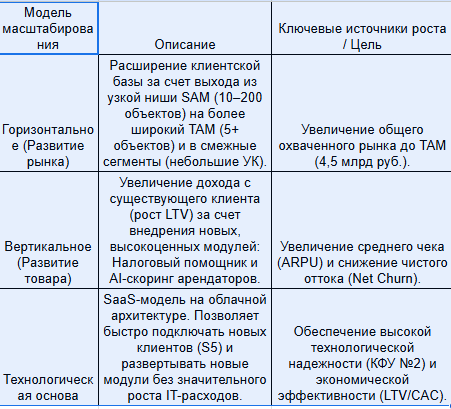 Модель
масштабирова
ния
Описание
Ключевые источники роста
/ Цель
Горизонтально
е (Развитие
рынка)
Расширение клиентской
базы за счет выхода из
узкой ниши SAM (10–200
объектов) на более
широкий TAM (5+
объектов) и в смежные
сегменты (небольшие УК).
Увеличение общего
охваченного рынка до TAM
(4,5 млрд руб.).
Вертикальное
(Развитие
товара)
Увеличение дохода с
существующего клиента
(рост LTV) за счет
внедрения новых,
высокоценных модулей:
Налоговый помощник и
AI-скоринг арендаторов.
Увеличение среднего чека
(ARPU) и снижение чистого
оттока (Net Churn).
Технологическ
ая основа
SaaS-модель на облачной
архитектуре. Позволяет
быстро подключать новых
клиентов (S5) и
развертывать новые
модули без значительного
роста IT-расходов.
Обеспечение высокой
технологической
надежности (КФУ №2) и
экономической
эффективности (LTV/CAC).